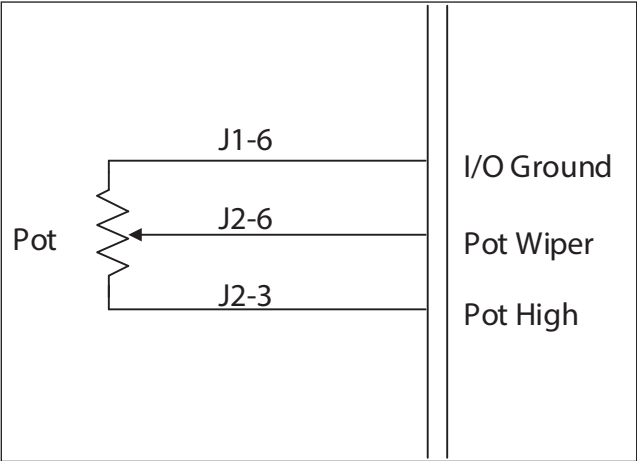 J1-6
I/O Ground
Pot
J2-6
Pot Wiper
J2-3
Pot High